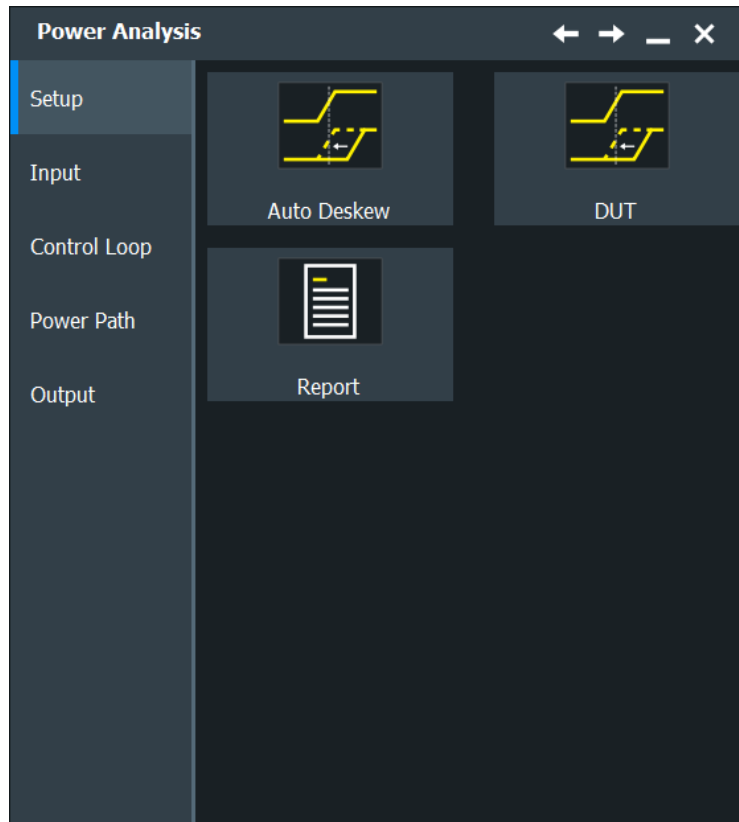 Power Analysis
Setup
Input
Control Loop
Power Path
Output
Auto Deskew
DUT
Report